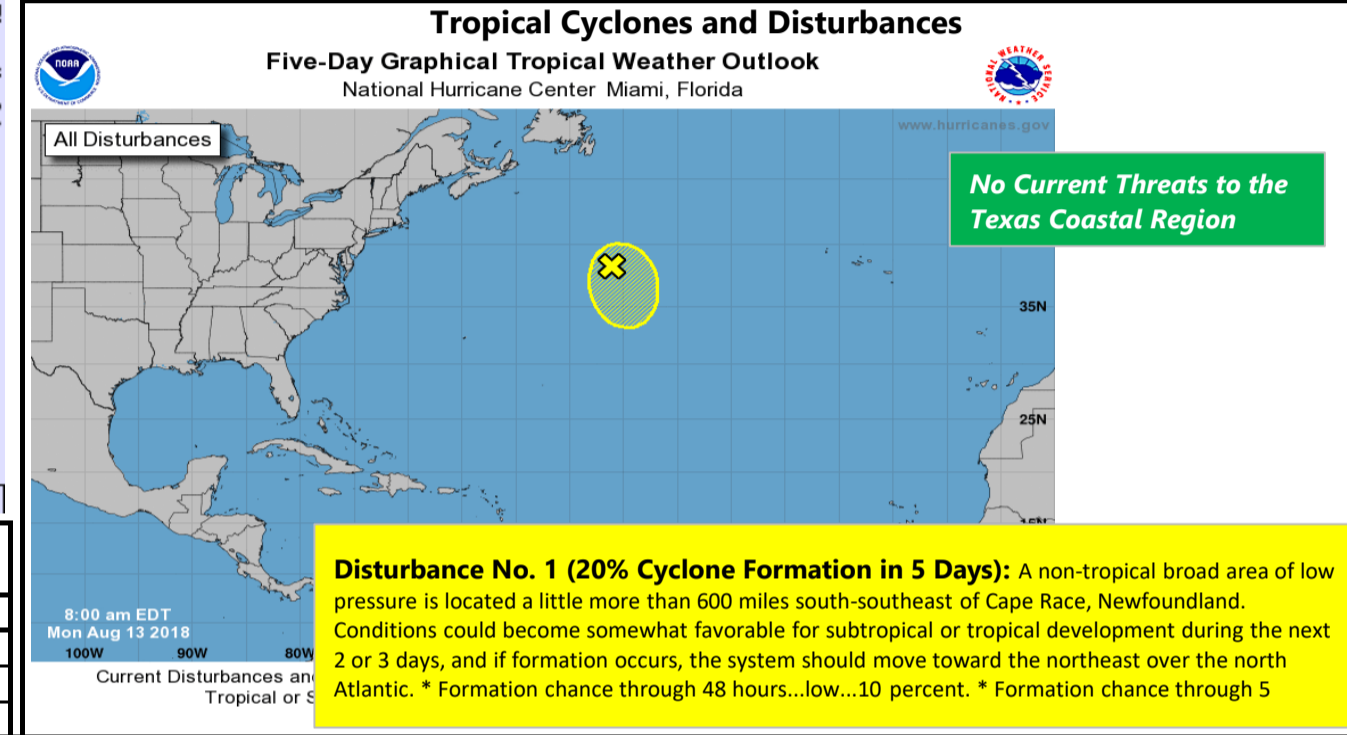 Tropical Cyclones and Disturbances
NOAA
Five-Day Graphical Tropical Weather Outlook
National Hurricane Center Miami, Florida
NATIONAL WEATHER SERVICE
All Disturbances
www.hurricanes.gov
No Current Threats to the
Texas Coastal Region
35N
25N
15N
Disturbance No. 1 (20% Cyclone Formation in 5 Days): A non-tropical broad area of low
pressure is located a little more than 600 miles south-southeast of Cape Race, Newfoundland.
Conditions could become somewhat favorable for subtropical or tropical development during the next
2 or 3 days, and if formation occurs, the system should move toward the northeast over the north
Atlantic. * Formation chance through 48 hours...low...10 percent. * Formation chance through 5
8:00 am EDT
Mon Aug 13 2018
100W 90W 80W
Current Disturbances
Tropical or